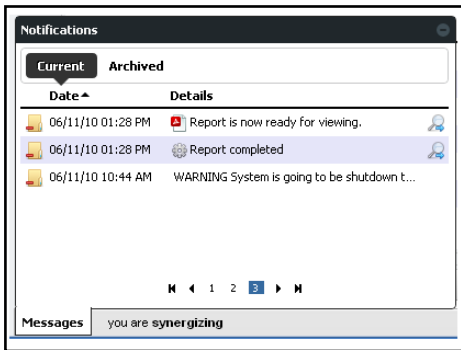 Notifications
Current Archived
Date Details
06/11/10 01:28 PM Report is now ready for viewing.
06/11/10 01:28 PM Report completed
06/11/10 10:44 AM WARNING System is going to be shutdown t...
1 2 3
Messages you are synergizing